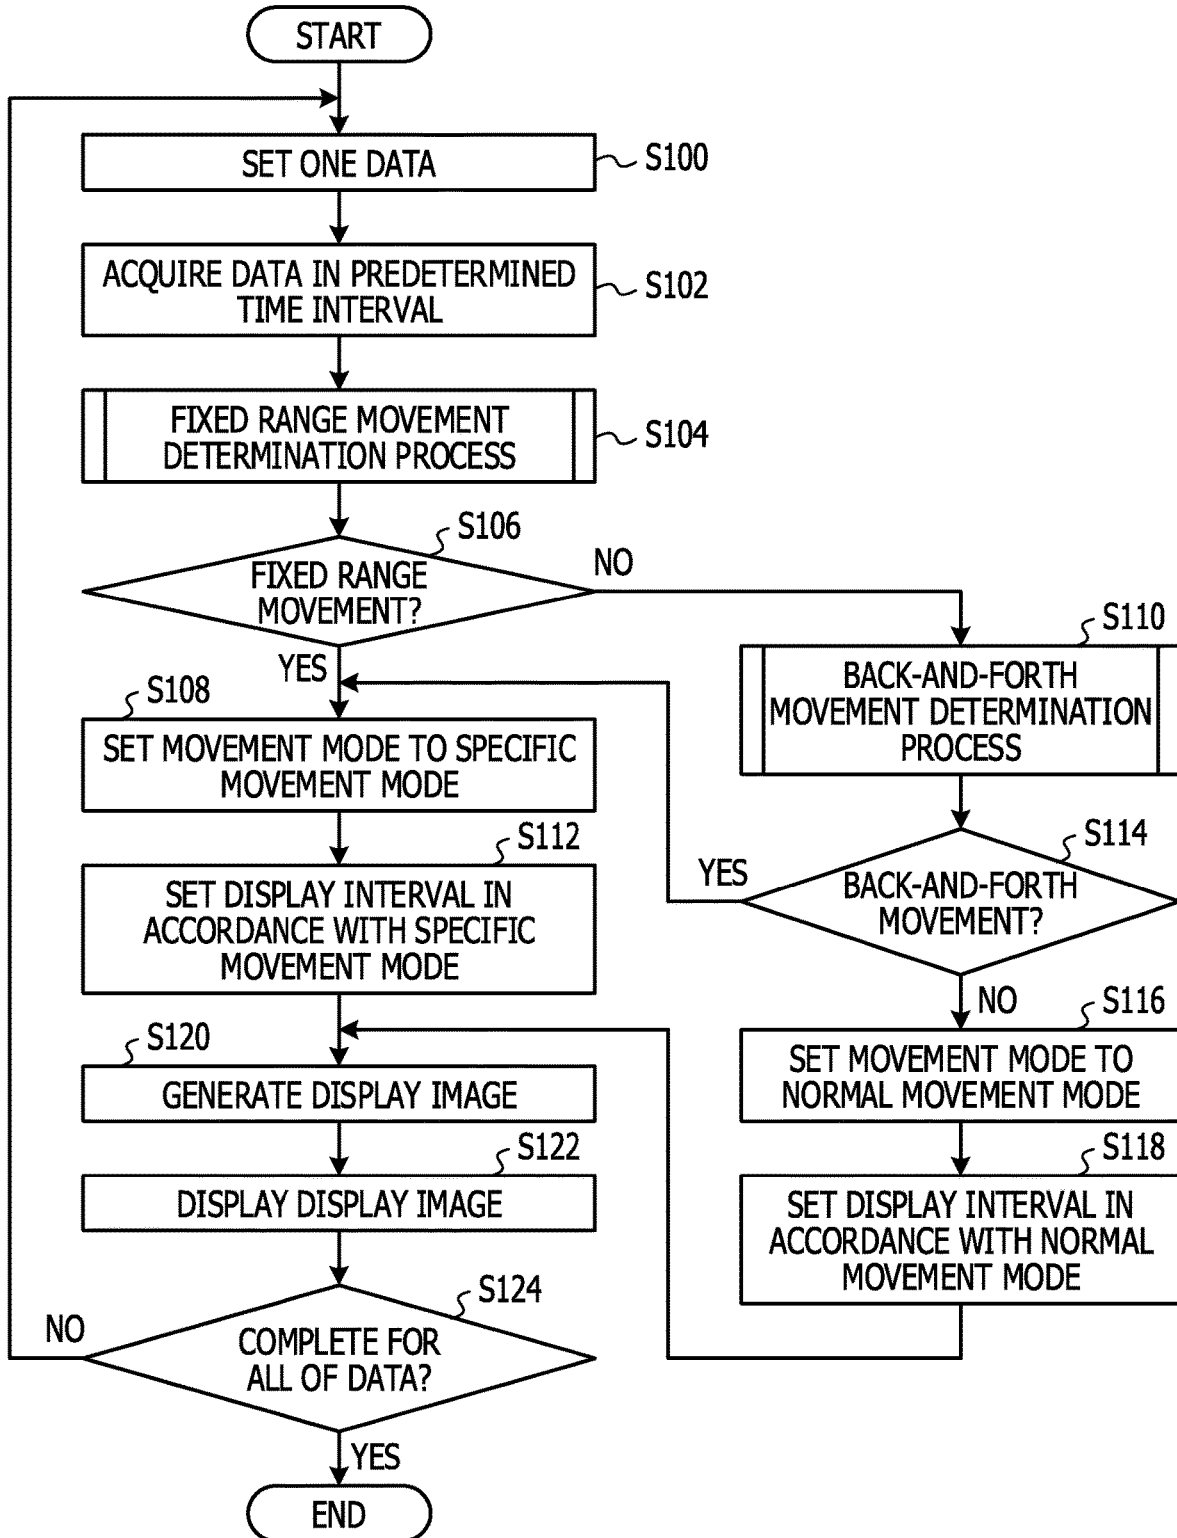 START
SET ONE DATA
S100
ACQUIRE DATA IN PREDETERMINED
TIME INTERVAL
S102
FIXED RANGE MOVEMENT
DETERMINATION PROCESS
S104
S106
FIXED RANGE
MOVEMENT?
NO
YES
S110
BACK-AND-FORTH
MOVEMENT DETERMINATION
PROCESS
S108
SET MOVEMENT MODE TO SPECIFIC
MOVEMENT MODE
S112
SET DISPLAY INTERVAL IN
ACCORDANCE WITH SPECIFIC
MOVEMENT MODE
S114
YES
BACK-AND-FORTH
MOVEMENT?
NO
S116
SET MOVEMENT MODE TO
NORMAL MOVEMENT MODE
S120
GENERATE DISPLAY IMAGE
S122
DISPLAY DISPLAY IMAGE
S118
SET DISPLAY INTERVAL IN
ACCORDANCE WITH NORMAL
MOVEMENT MODE
S124
NO
COMPLETE FOR
ALL OF DATA?
YES
END